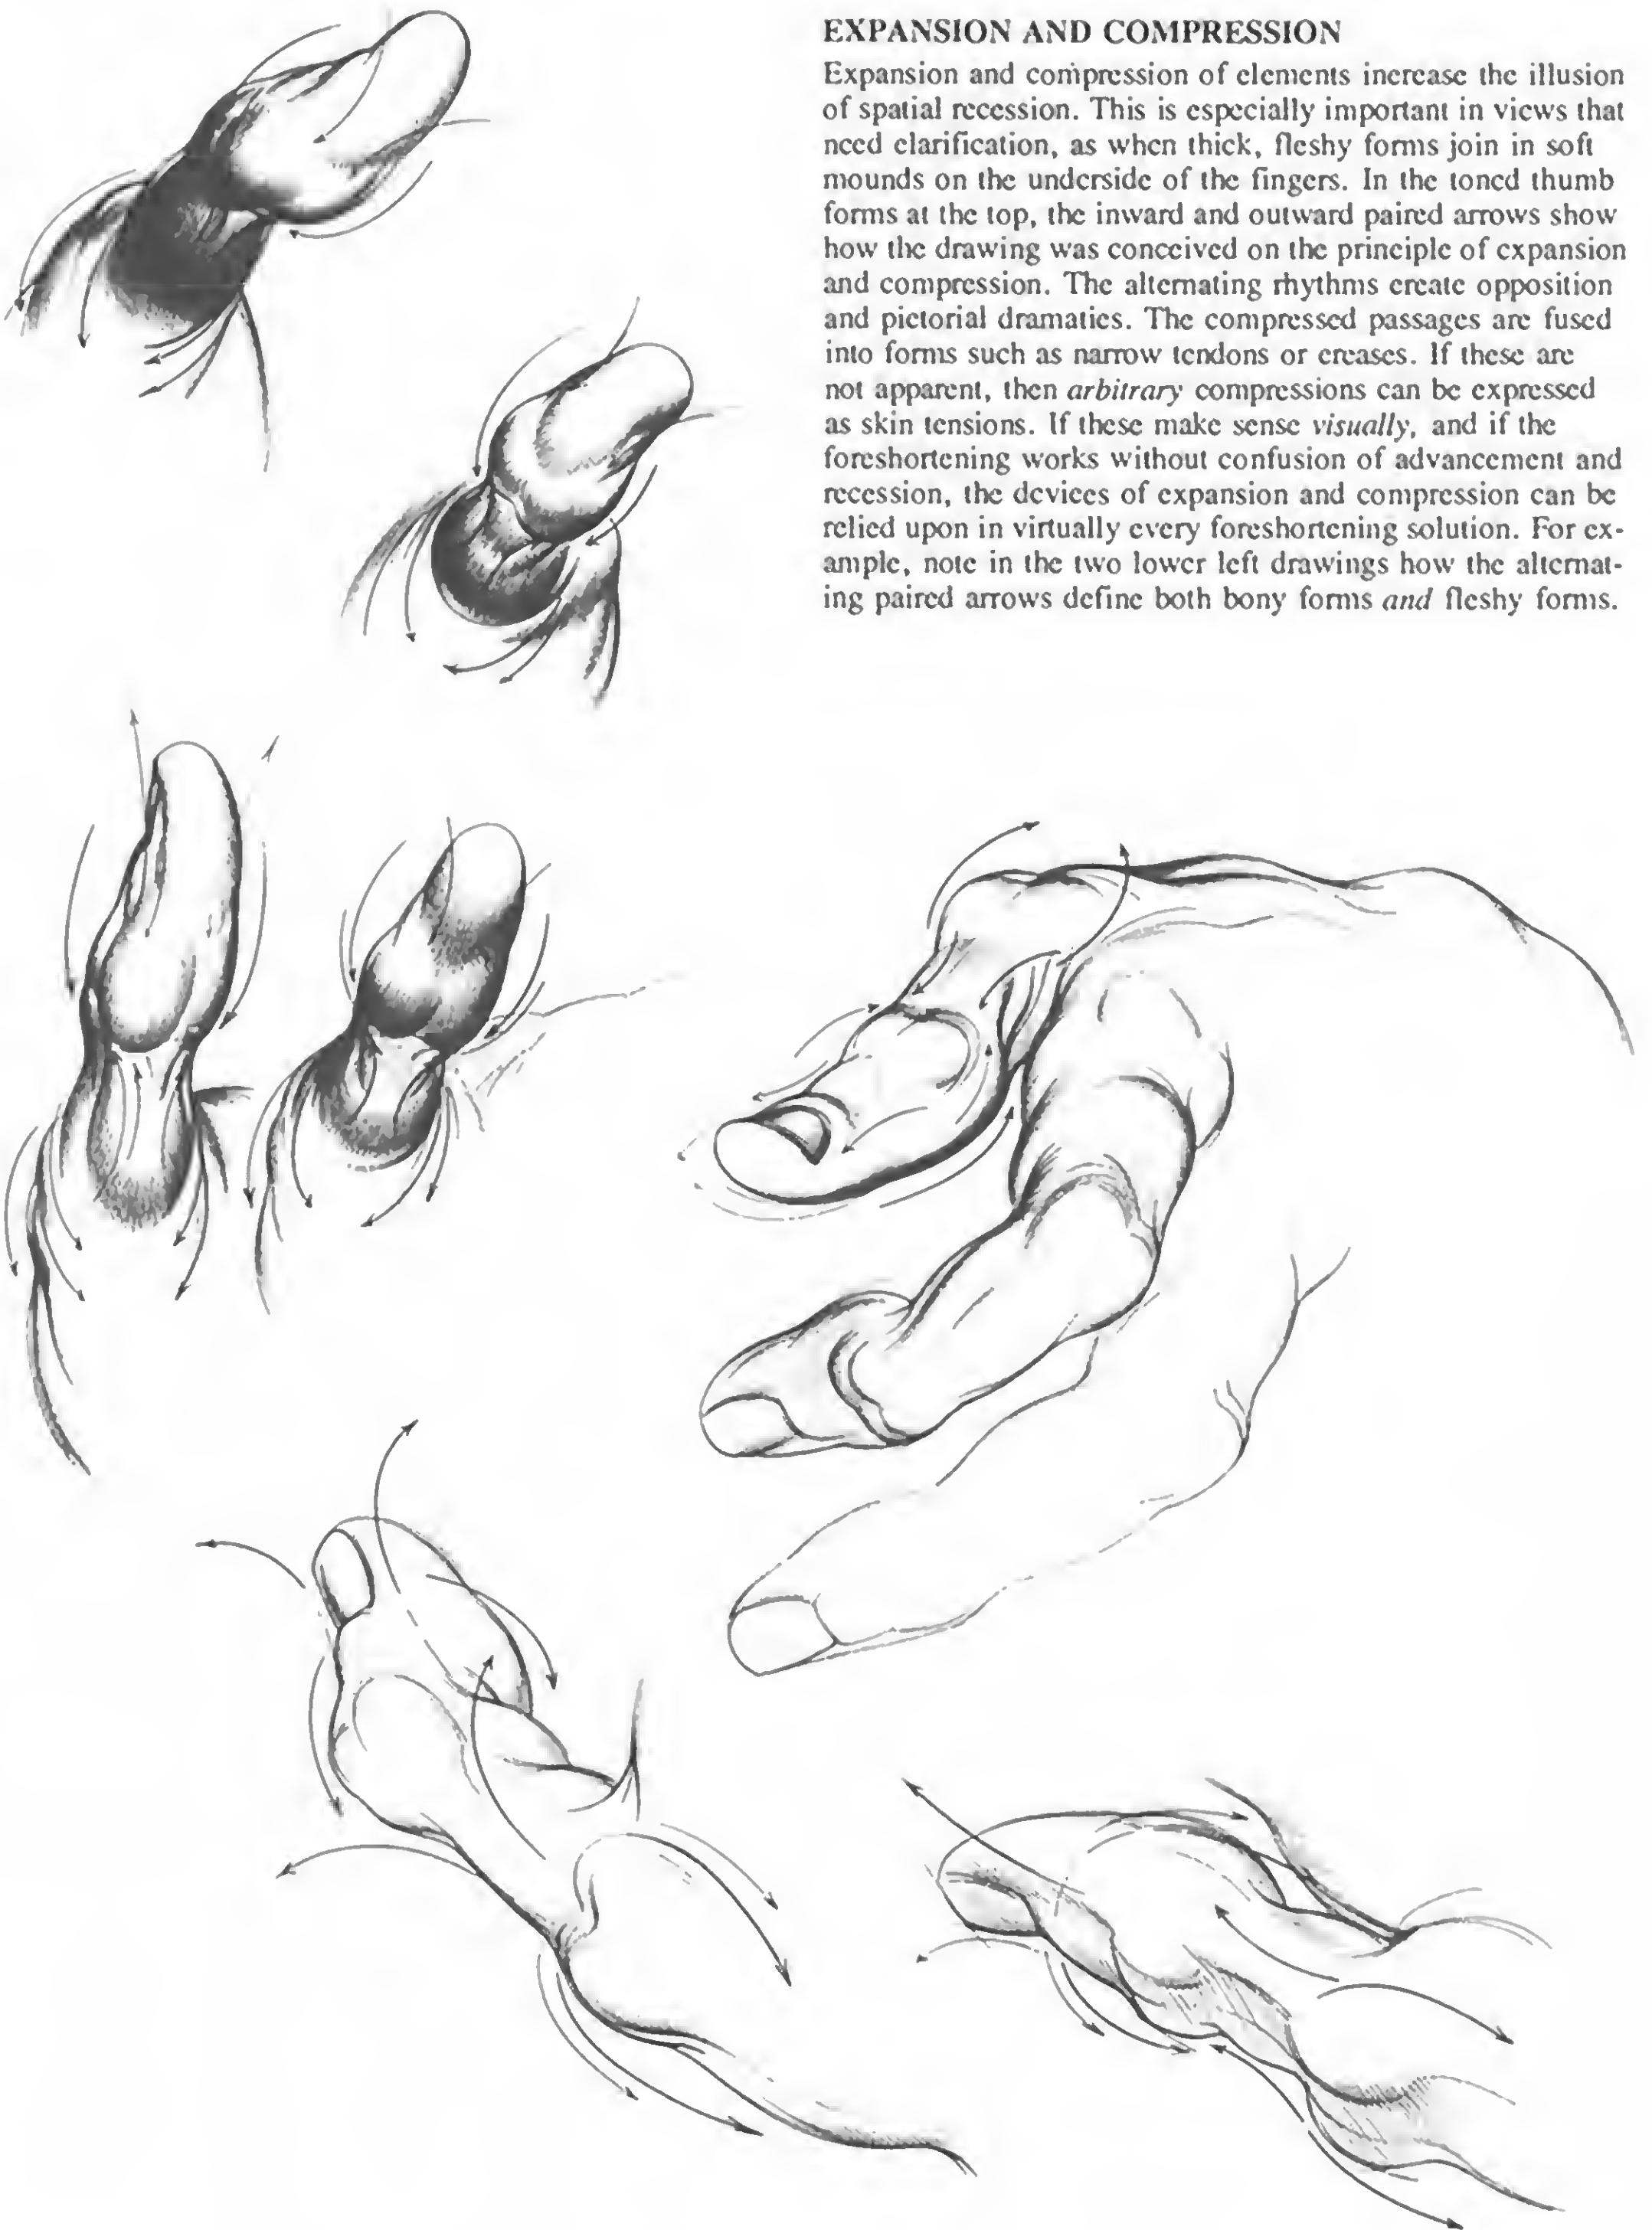 EXPANSION AND COMPRESSION
Expansion and compression of elements increase the illusion
of spatial recession. This is especially important in views that
need clarification, as when thick, fleshy forms join in soft
mounds on the underside of the fingers. In the toned thumb
forms at the top, the inward and outward paired arrows show
how the drawing was conceived on the principle of expansion
and compression. The alternating rhythms create opposition
and pictorial dramatics. The compressed passages are fused
into forms such as narrow tendons or creases. If these are
not apparent, then arbitrary compressions can be expressed
as skin tensions. If these make sense visually, and if the
foreshortening works without confusion of advancement and
recession, the devices of expansion and compression can be
relied upon in virtually every foreshortening solution. For ex-
ample, note in the two lower left drawings how the alternat-
ing paired arrows define both bony forms and fleshy forms.